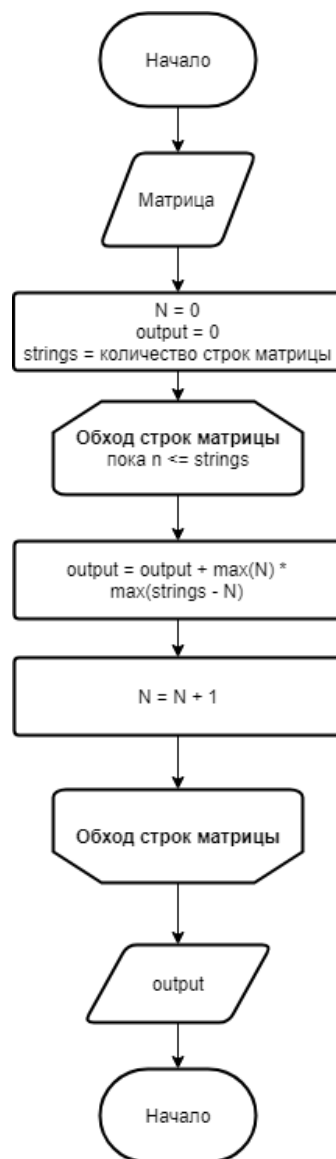 Начало
Матрица
N = 0
output = 0
strings = количество строк матрицы
Обход строк матрицы
пока n <= strings
output = output + max(N) *
max(strings - N)
N = N + 1
Обход строк матрицы
output
Начало